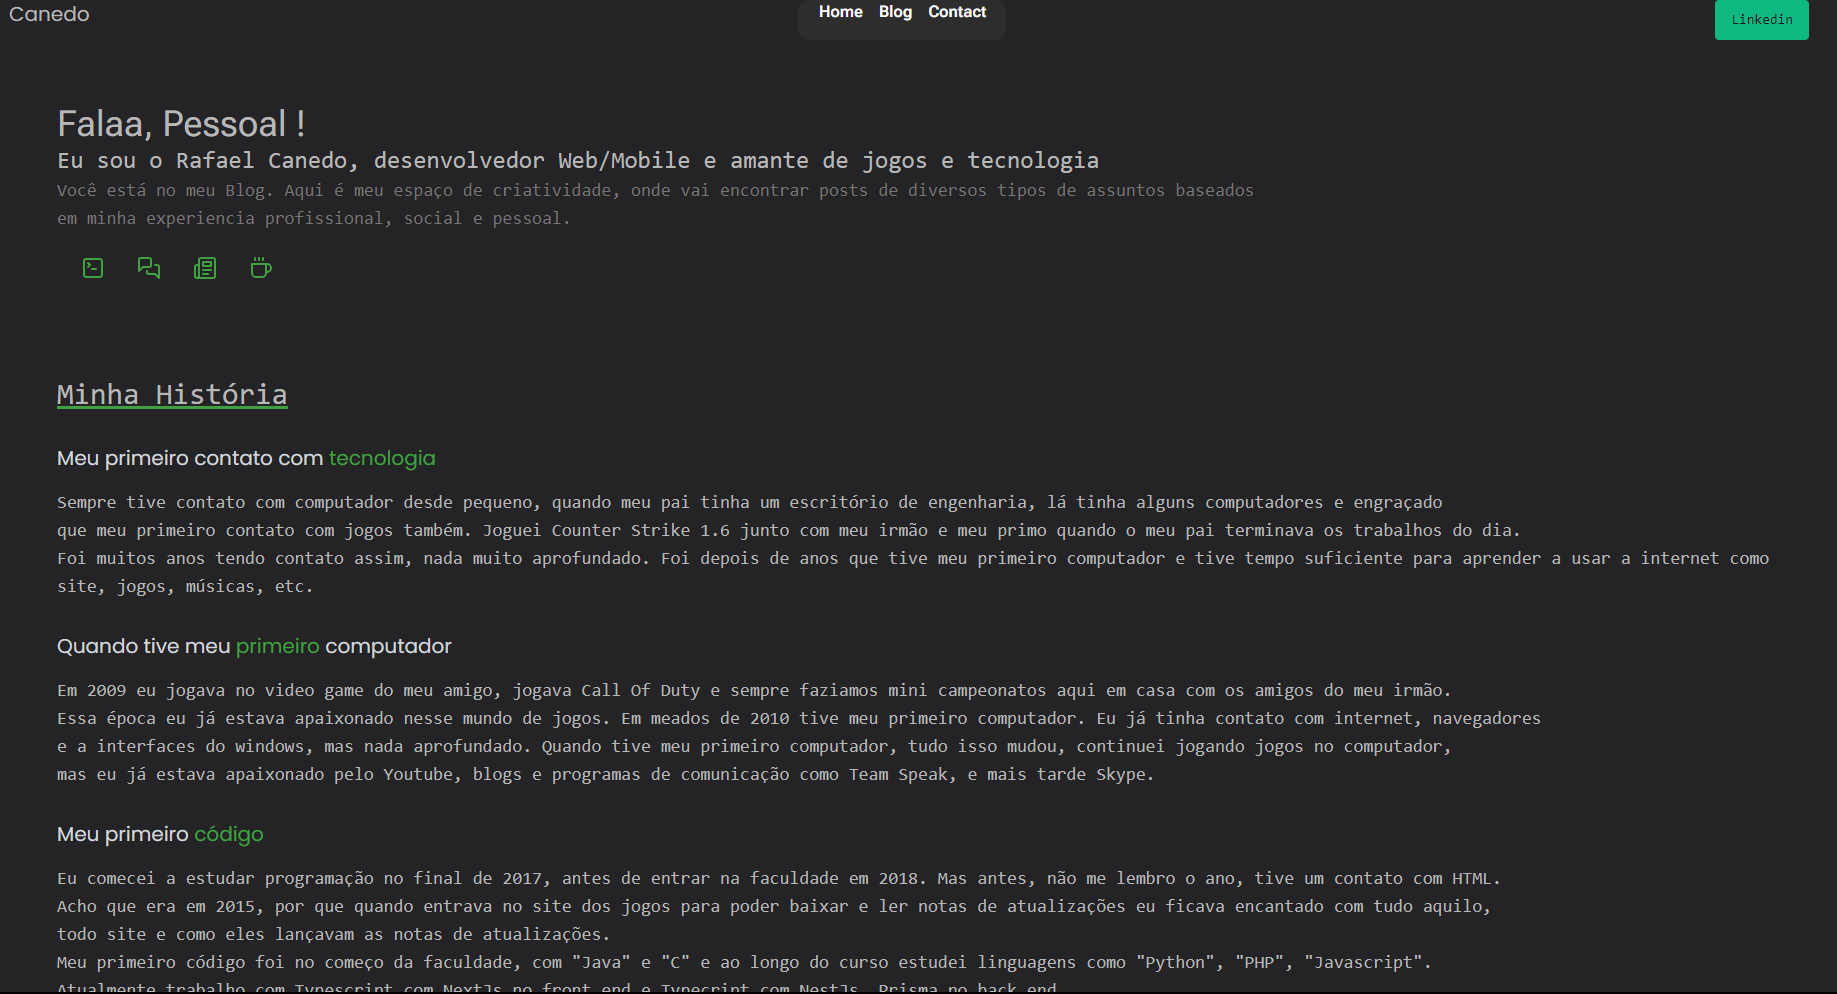 Canedo
Home Blog Contact
Linkedin
Falaa, Pessoal !
Eu sou o Rafael Canedo, desenvolvedor Web/Mobile e amante de jogos e tecnologia
Você está no meu Blog. Aqui é meu espaço de criatividade, onde vai encontrar posts de diversos tipos de assuntos baseados
em minha experiencia profissional, social e pessoal.
Minha História
Meu primeiro contato com tecnologia
Sempre tive contato com computador desde pequeno, quando meu pai tinha um escritório de engenharia, lá tinha alguns computadores e engraçado
que meu primeiro contato com jogos também. Joguei Counter Strike 1.6 junto com meu irmão e meu primo quando o meu pai terminava os trabalhos do dia.
Foi muitos anos tendo contato assim, nada muito aprofundado. Foi depois de anos que tive meu primeiro computador e tive tempo suficiente para aprender a usar a internet como
site, jogos, músicas, etc.
Quando tive meu primeiro computador
Em 2009 eu jogava no video game do meu amigo, jogava Call Of Duty e sempre faziamos mini campeonatos aqui em casa com os amigos do meu irmão.
Essa época eu já estava apaixonado nesse mundo de jogos. Em meados de 2010 tive meu primeiro computador. Eu já tinha contato com internet, navegadores
e a interfaces do windows, mas nada aprofundado. Quando tive meu primeiro computador, tudo isso mudou, continuei jogando jogos no computador,
mas eu já estava apaixonado pelo Youtube, blogs e programas de comunicação como Team Speak, e mais tarde Skype.
Meu primeiro código
Eu comecei a estudar programação no final de 2017, antes de entrar na faculdade em 2018. Mas antes, não me lembro o ano, tive um contato com HTML.
Acho que era em 2015, por que quando entrava no site dos jogos para poder baixar e ler notas de atualizações eu ficava encantado com tudo aquilo,
todo site e como eles lançavam as notas de atualizações.
Meu primeiro código foi no começo da faculdade, com "Java" e "C" e ao longo do curso estudei linguagens como "Python", "PHP", "Javascript".
Atualmente trabalho com Typescript com NextJs no front end e Typecript com NestJs, Prisma no back end